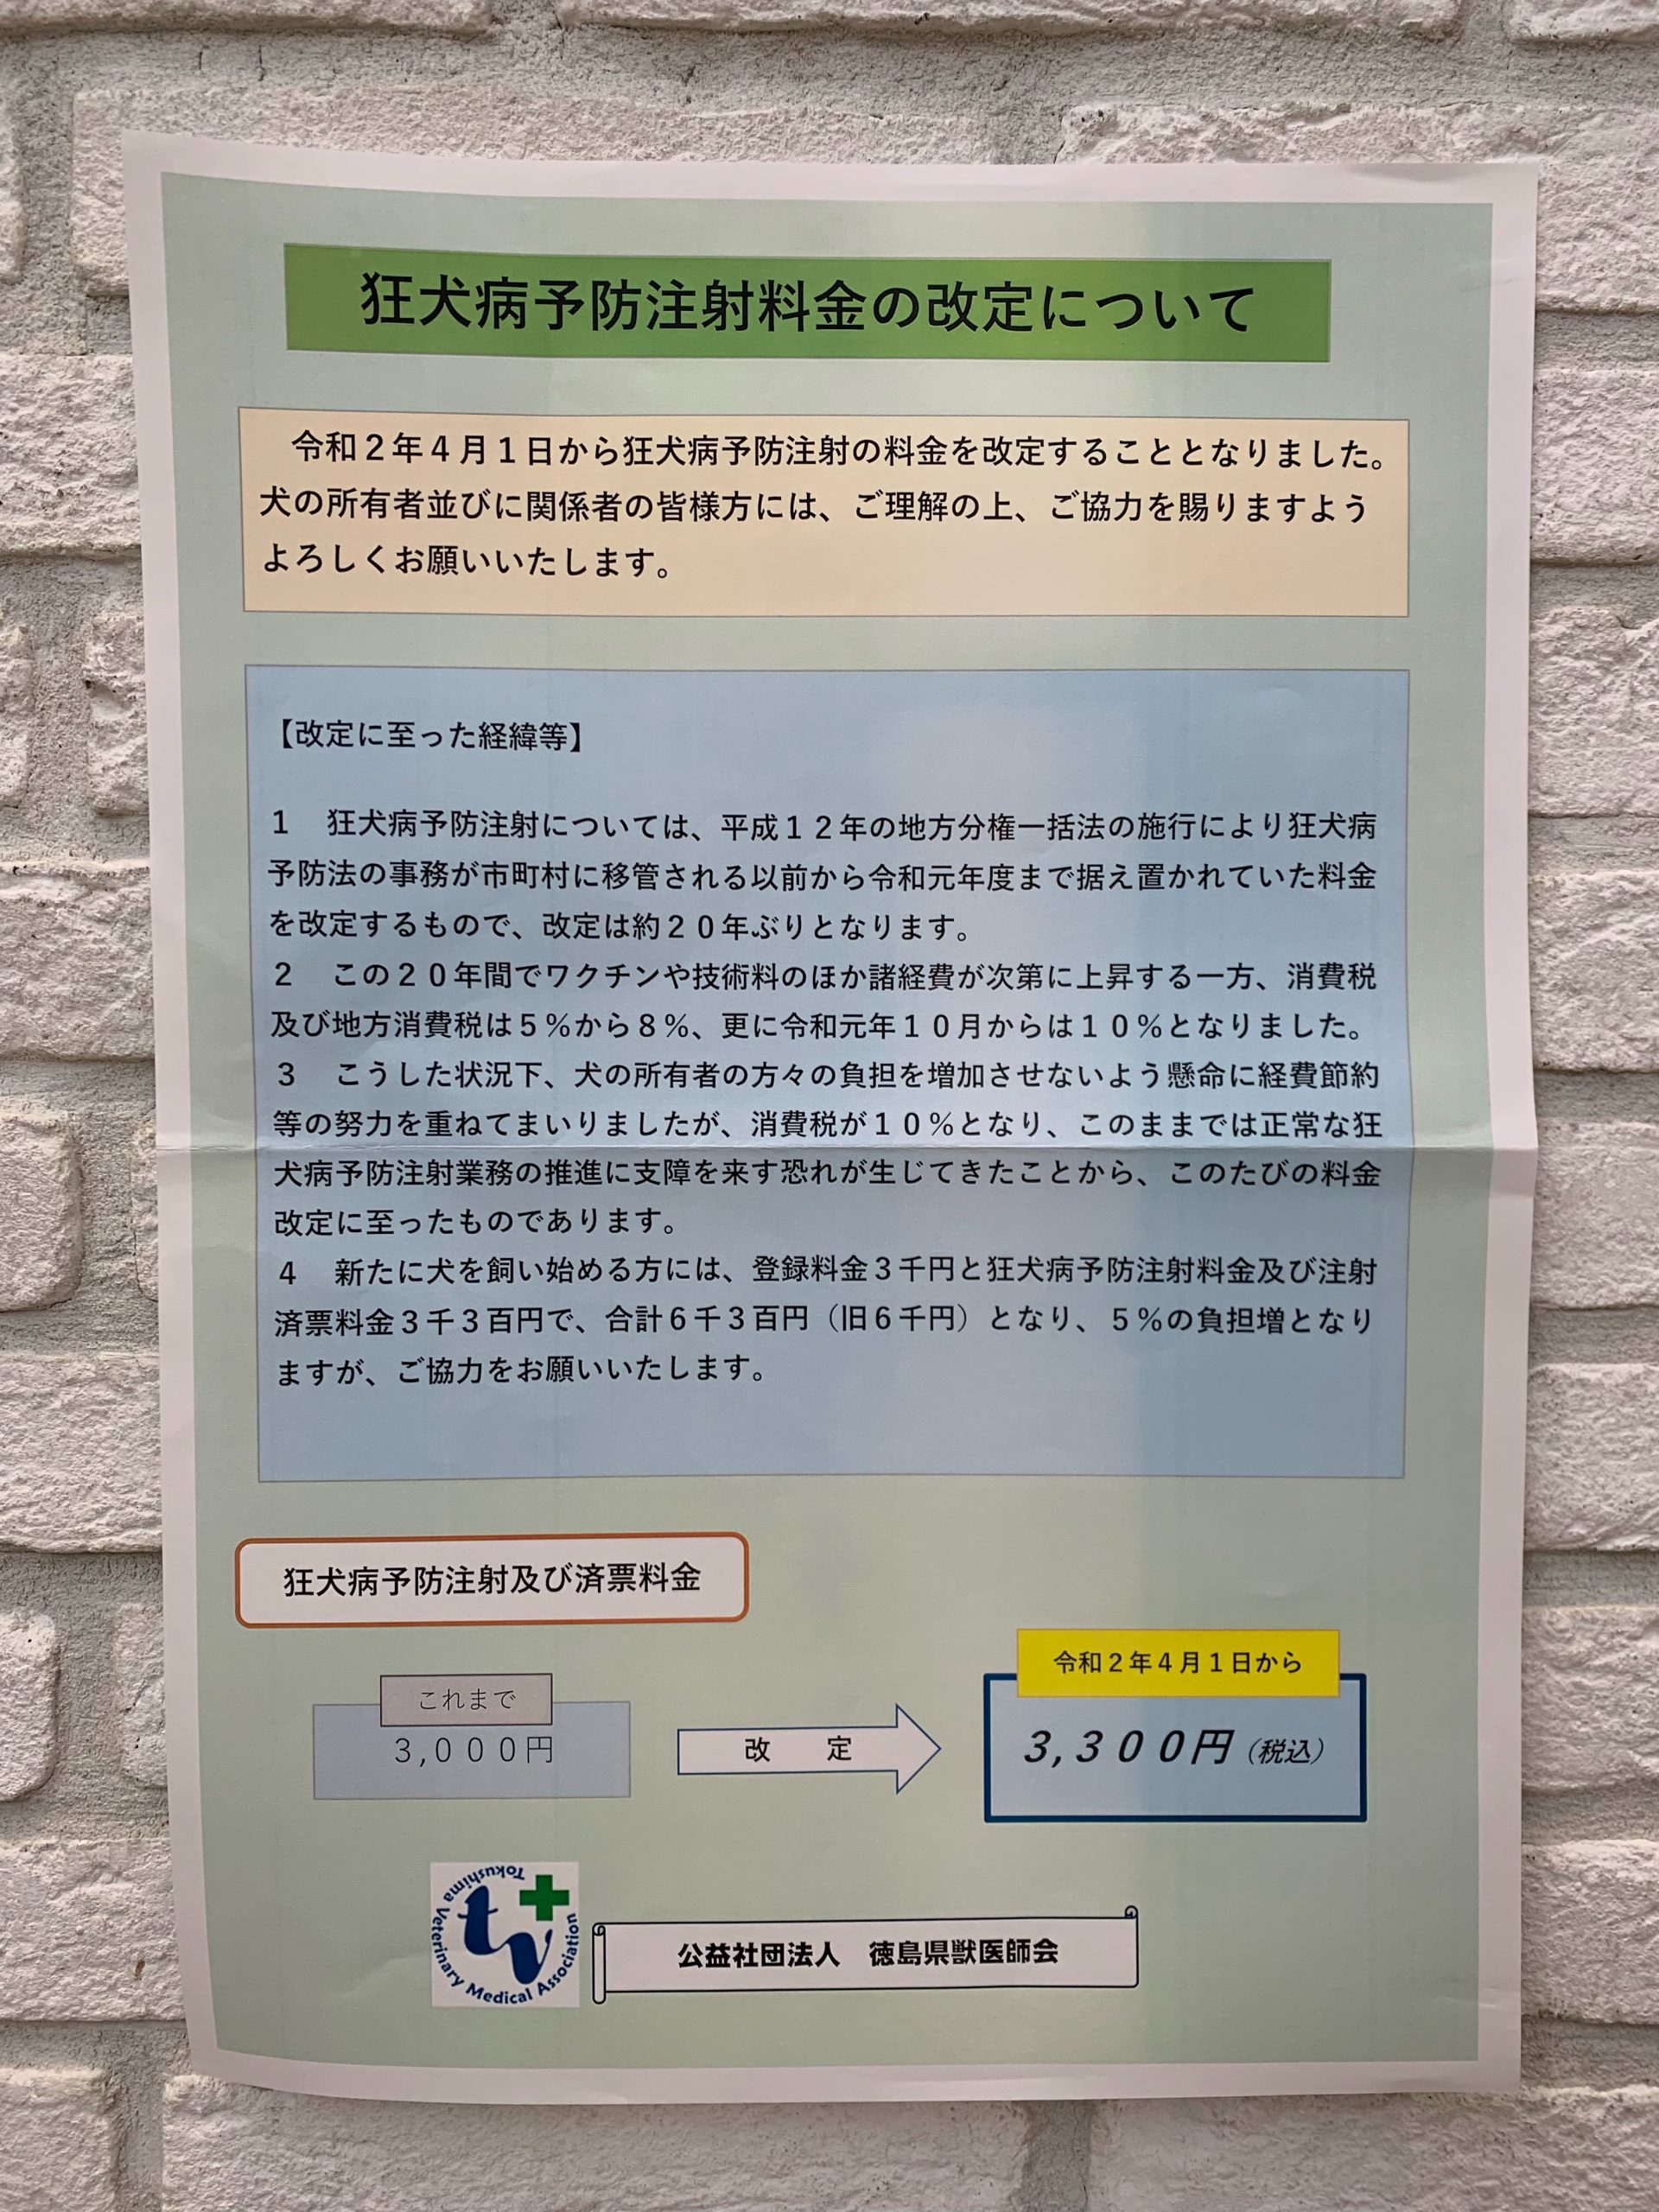 狂犬病予防注射料金の改定について
　令和２年４月１日から狂犬病予防注射の料金を改定することとなりました。
犬の所有者並びに関係者の皆様方には、ご理解の上、ご協力を賜りますよう
よろしくお願いいたします。
【改定に至った経緯等】
１　狂犬病予防注射については、平成１２年の地方分権一括法の施行により狂犬病
予防法の事務が市町村に移管される以前から令和元年度まで据え置かれていた料金
を改定するもので、改定は約２０年ぶりとなります。
２　この２０年間でワクチンや技術料のほか諸経費が次第に上昇する一方、消費税
及び地方消費税は５％から８％、更に令和元年１０月からは１０％となりました。
３　こうした状況下、犬の所有者の方々の負担を増加させないよう懸命に経費節約
等の努力を重ねてまいりましたが、消費税が１０％となり、このままでは正常な狂
犬病予防注射業務の推進に支障を来す恐れが生じてきたことから、このたびの料金
改定に至ったものであります。
４　新たに犬を飼い始める方には、登録料金３千円と狂犬病予防注射料金及び注射
済票料金３千３百円で、合計６千３百円（旧６千円）となり、５％の負担増となり
ますが、ご協力をお願いいたします。
狂犬病予防注射及び済票料金
これまで
３,０００円
改　定
令和２年４月１日から
３,３００円（税込）
tv
Tokushima Veterinary Medical Association
公益社団法人　徳島県獣医師会